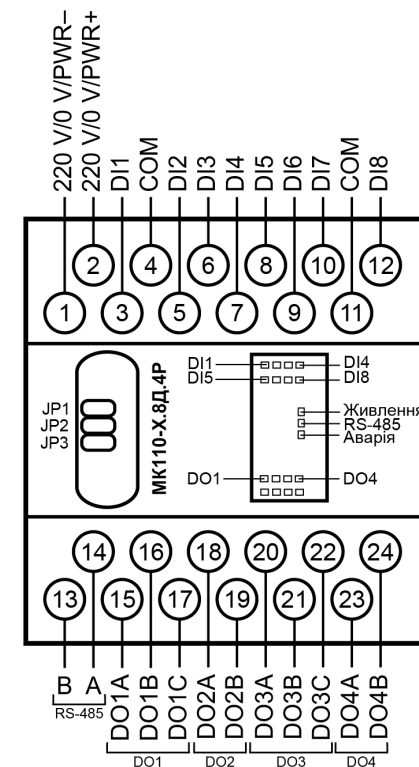 220 V/0 V/PWR–
220 V/0 V/PWR+
DI1
COM
DI2
DI3
DI4
DI5
DI6
DI7
COM
DI8
2 4 6 8 10 12
1 3 5 7 9 11
JP1
JP2
JP3
МК110-Х.8Д.4Р
DI1 DI4
DI5 DI8
Живлення
RS-485
Аварія
DO1 DO4
14 16 18 20 22 24
13 15 17 19 21 23
B A
RS-485
DO1A
DO1B
DO1C
DO2A
DO2B
DO3A
DO3B
DO3C
DO4A
DO4B
DO1 DO2 DO3 DO4